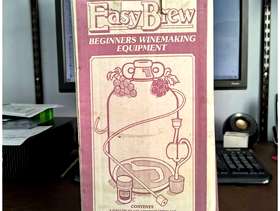 EasyBrew
BEGINNERS WINEMAKING
EQUIPMENT
CONTENTS